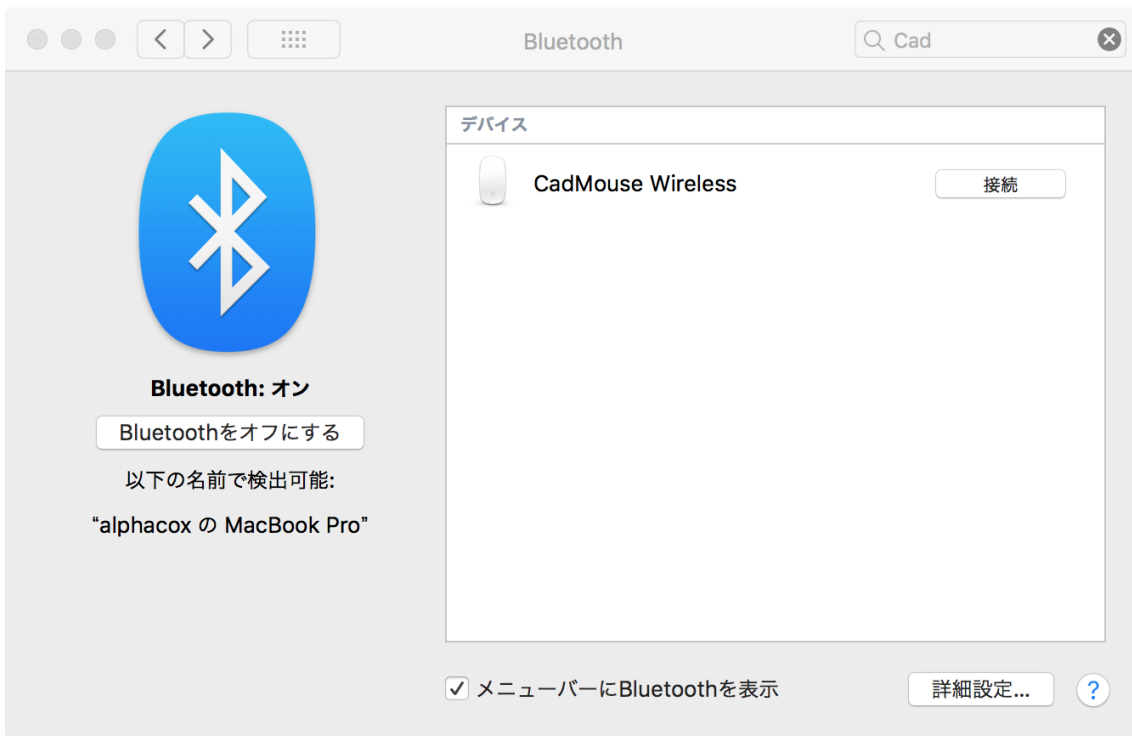 Bluetooth
Cad
デバイス
CadMouse Wireless
接続
Bluetooth: オン
Bluetoothをオフにする
以下の名前で検出可能:
“alphacox の MacBook Pro”
メニューバーにBluetoothを表示
詳細設定...
?